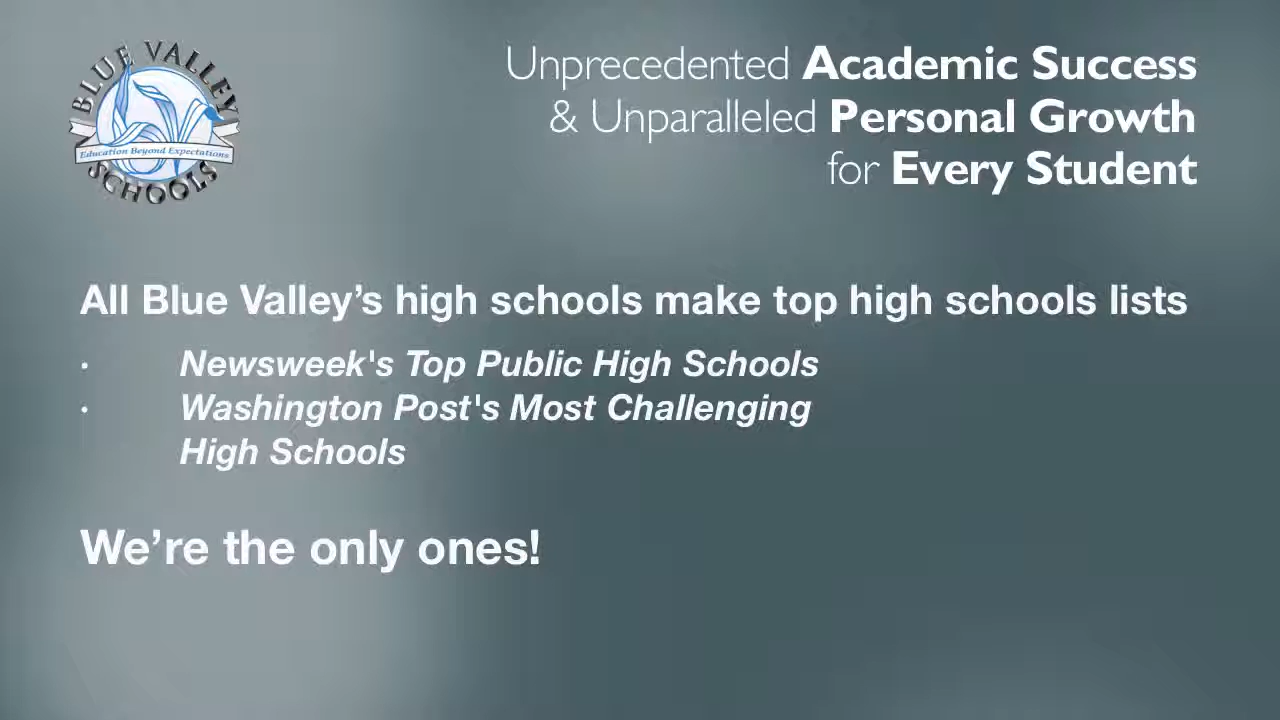 BLUE VALLEY
Education Beyond Expectations
SCHOOLS
Unprecedented Academic Success
& Unparalleled Personal Growth
for Every Student
All Blue Valley’s high schools make top high schools lists
· Newsweek's Top Public High Schools
· Washington Post's Most Challenging
High Schools
We’re the only ones!